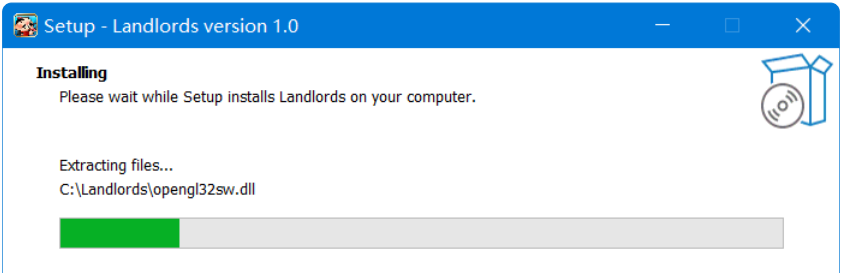 Setup - Landlords version 1.0
Installing
Please wait while Setup installs Landlords on your computer.
Extracting files...
C:\Landlords\opengl32sw.dll